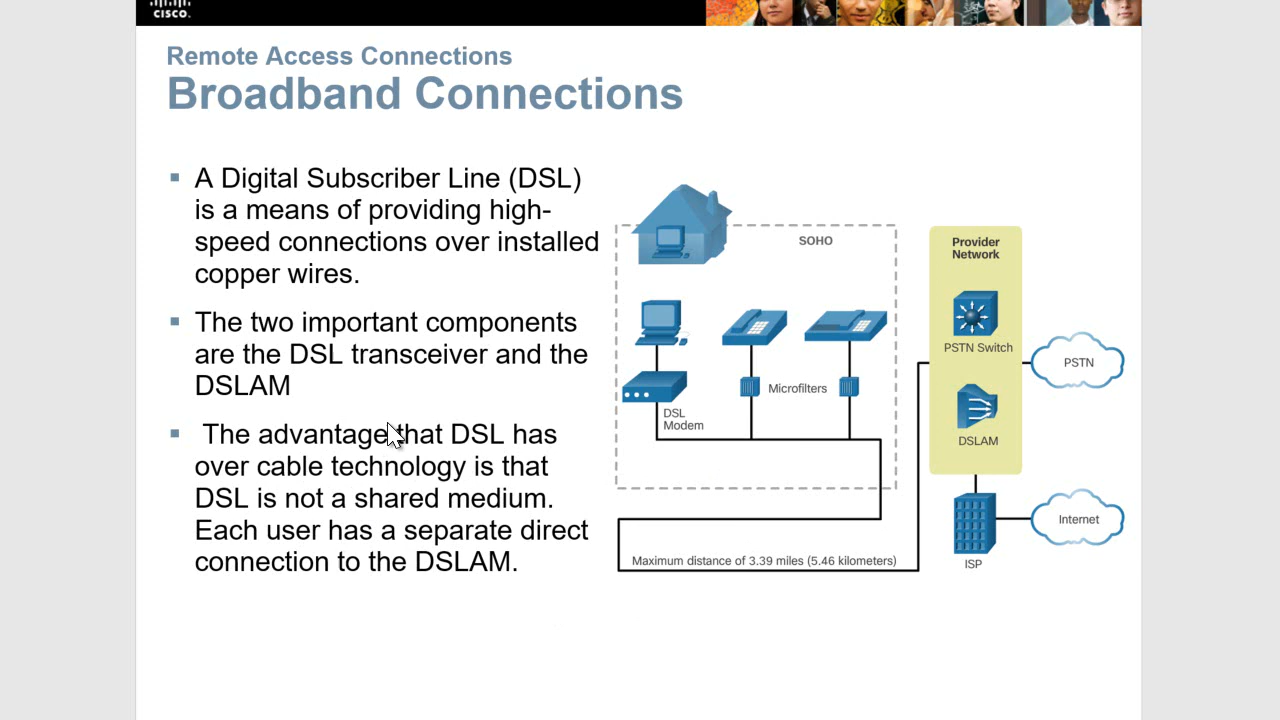 CISCO.
Remote Access Connections
Broadband Connections
▪ A Digital Subscriber Line (DSL)
is a means of providing high-
speed connections over installed
copper wires.
▪ The two important components
are the DSL transceiver and the
DSLAM
▪ The advantage that DSL has
over cable technology is that
DSL is not a shared medium.
Each user has a separate direct
connection to the DSLAM.
SOHO
DSL
Modem
Microfilters
Maximum distance of 3.39 miles (5.46 kilometers)
Provider
Network
PSTN Switch
DSLAM
ISP
PSTN
Internet